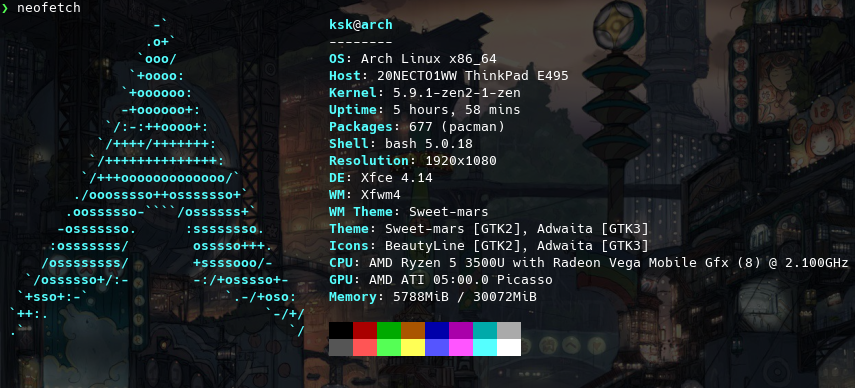 ❯ neofetch
ksk@arch
--------
OS: Arch Linux x86_64
Host: 20NECTO1WW ThinkPad E495
Kernel: 5.9.1-zen2-1-zen
Uptime: 5 hours, 58 mins
Packages: 677 (pacman)
Shell: bash 5.0.18
Resolution: 1920x1080
DE: Xfce 4.14
WM: Xfwm4
WM Theme: Sweet-mars
Theme: Sweet-mars [GTK2], Adwaita [GTK3]
Icons: BeautyLine [GTK2], Adwaita [GTK3]
CPU: AMD Ryzen 5 3500U with Radeon Vega Mobile Gfx (8) @ 2.100GHz
GPU: AMD ATI 05:00.0 Picasso
Memory: 5788MiB / 30072MiB